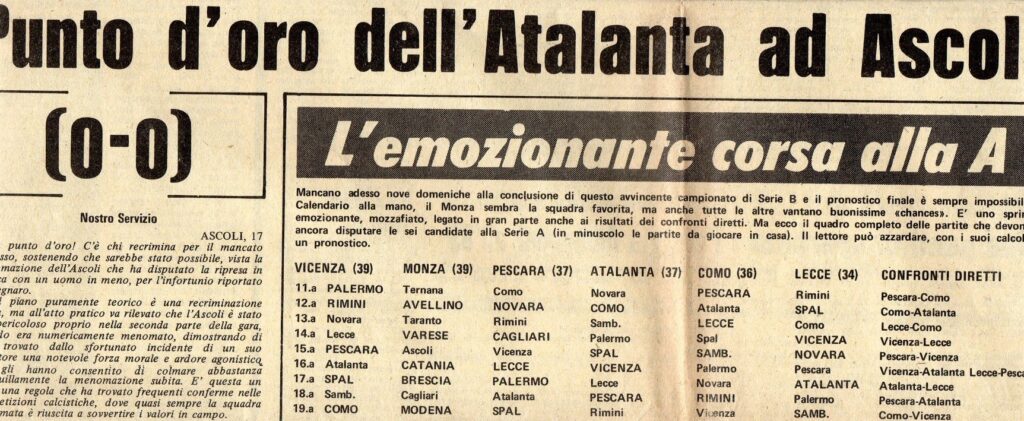 Punto d'oro dell'Atalanta ad Ascol
(0-0)
Nostro Servizio
ASCOLI, 17
punto d'oro! C'è chi recrimina per il mancato
sso, sostenendo che sarebbe stato possibile, vista la
mazione dell'Ascoli che ha disputato la ripresa in
ca con un uomo in meno, per l'infortunio riportato
egnaro.
l piano puramente teorico è una recriminazione
, ma all'atto pratico va rilevato che l'Ascoli è stato
pericoloso proprio nella seconda parte della gara,
lo era numericamente menomato, dimostrando di
trovato dallo sfortunato incidente di un suo
tore una notevole forza morale e ardore agonistico
gli hanno consentito di colmare abbastanza
uillamente la menomazione subita. E' questa un
una regola che ha trovato frequenti conferme nelle
etizioni calcistiche, dove quasi sempre la squadra
mata è riuscita a sovvertire i valori in campo.
L'emozionante corsa alla A
Mancano adesso nove domeniche alla conclusione di questo avvincente campionato di Serie B e il pronostico finale è sempre impossibil
Calendario alla mano, il Monza sembra la squadra favorita, ma anche tutte le altre vantano buonissime «chances». E' uno sprin
emozionante, mozzafiato, legato in gran parte anche ai risultati dei confronti diretti. Ma ecco il quadro completo delle partite che devon
ancora disputare le sei candidate alla Serie A (in minuscolo le partite da giocare in casa). Il lettore può azzardare, con i suoi calcol
un pronostico.
VICENZA (39) MONZA (39) PESCARA (37) ATALANTA (37) COMO (36) LECCE (34) CONFRONTI DIRETTI
11.a PALERMO Ternana Como Novara PESCARA Rimini Pescara-Como
12.a RIMINI AVELLINO NOVARA COMO Atalanta SPAL Como-Atalanta
13.a Novara Taranto Rimini Samb. LECCE Como Lecce-Como
14.a Lecce VARESE CAGLIARI Palermo Spal VICENZA Vicenza-Lecce
15.a PESCARA Ascoli Vicenza SPAL SAMB. NOVARA Pescara-Vicenza
16.a Atalanta CATANIA LECCE VICENZA Palermo Pescara Vicenza-Atalanta Lecce-Pesca
17.a SPAL BRESCIA PALERMO Lecce Novara ATALANTA Atalanta-Lecce
18.a Samb. Cagliari Atalanta PESCARA RIMINI Palermo Pescara-Atalanta
19.a COMO MODENA SPAL Rimini Vicenza SAMB. Como-Vicenza